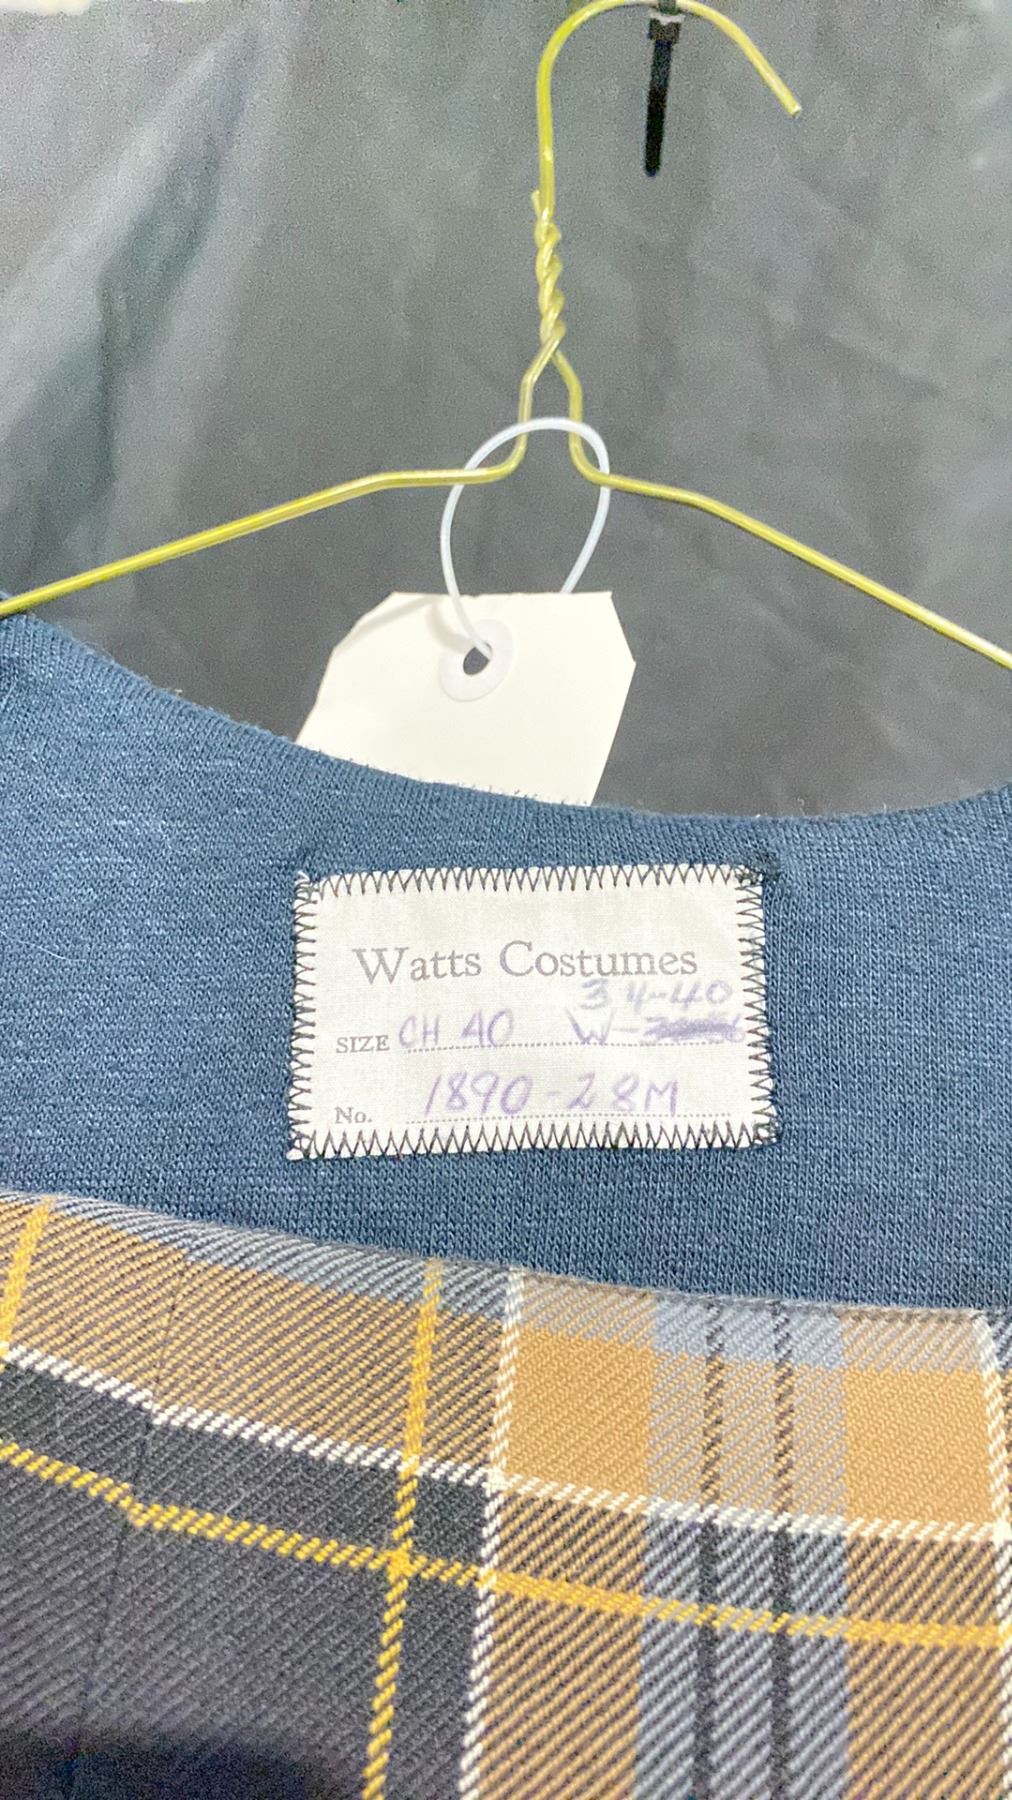 Watts Costumes
34-40
SIZE CH 40 W-
No. 1890-28M